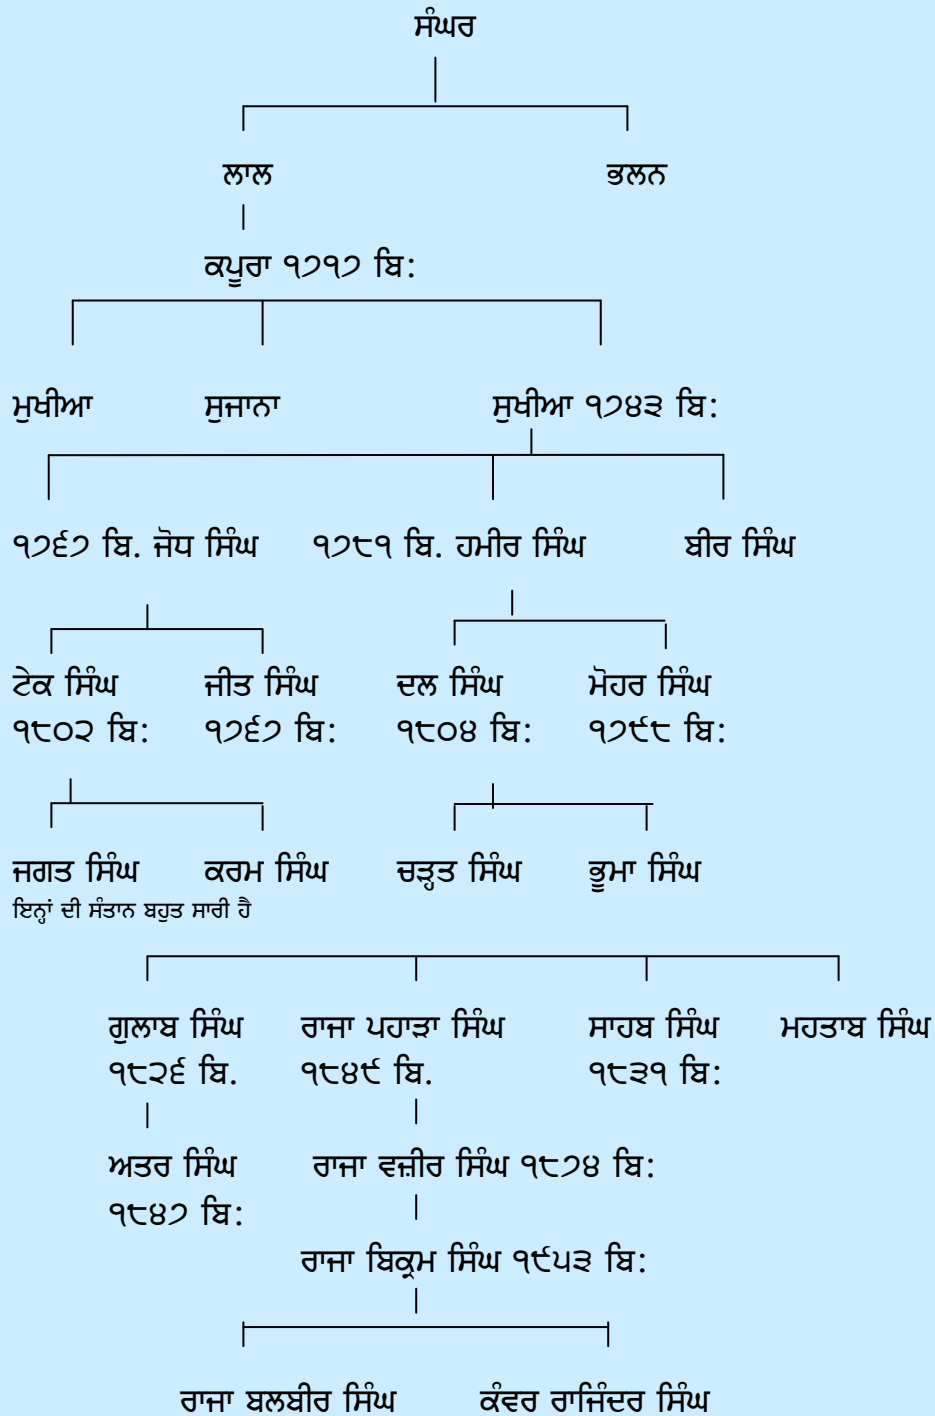 ਸੰਘਰ
ਲਾਲ ਭਲਨ
ਕਪੂਰਾ ੧੭੧੭ ਬਿ:
ਮੁਖੀਆ ਸੁਜਾਨਾ ਸੁਖੀਆ ੧੭੪੩ ਬਿ:
੧੭੬੭ ਬਿ. ਜੋਧ ਸਿੰਘ ੧੭੮੧ ਬਿ. ਹਮੀਰ ਸਿੰਘ ਬੀਰ ਸਿੰਘ
ਟੇਕ ਸਿੰਘ ਜੀਤ ਸਿੰਘ ਦਲ ਸਿੰਘ ਮੋਹਰ ਸਿੰਘ
੧੮੦੨ ਬਿ: ੧੭੬੭ ਬਿ: ੧੮੦੪ ਬਿ: ੧੭੯੮ ਬਿ:
ਜਗਤ ਸਿੰਘ ਕਰਮ ਸਿੰਘ ਚੜ੍ਹਤ ਸਿੰਘ ਭੂਮਾ ਸਿੰਘ
ਇਨ੍ਹਾਂ ਦੀ ਸੰਤਾਨ ਬਹੁਤ ਸਾਰੀ ਹੈ
ਗੁਲਾਬ ਸਿੰਘ ਰਾਜਾ ਪਹਾੜਾ ਸਿੰਘ ਸਾਹਬ ਸਿੰਘ ਮਹਤਾਬ ਸਿੰਘ
੧੮੨੬ ਬਿ. ੧੮੪੯ ਬਿ. ੧੮੩੧ ਬਿ:
ਅਤਰ ਸਿੰਘ ਰਾਜਾ ਵਜ਼ੀਰ ਸਿੰਘ ੧੮੭੪ ਬਿ:
੧੮੪੭ ਬਿ:
ਰਾਜਾ ਬਿਕ੍ਰਮ ਸਿੰਘ ੧੯੫੩ ਬਿ:
ਰਾਜਾ ਬਲਬੀਰ ਸਿੰਘ ਕੰਵਰ ਰਾਜਿੰਦਰ ਸਿੰਘ